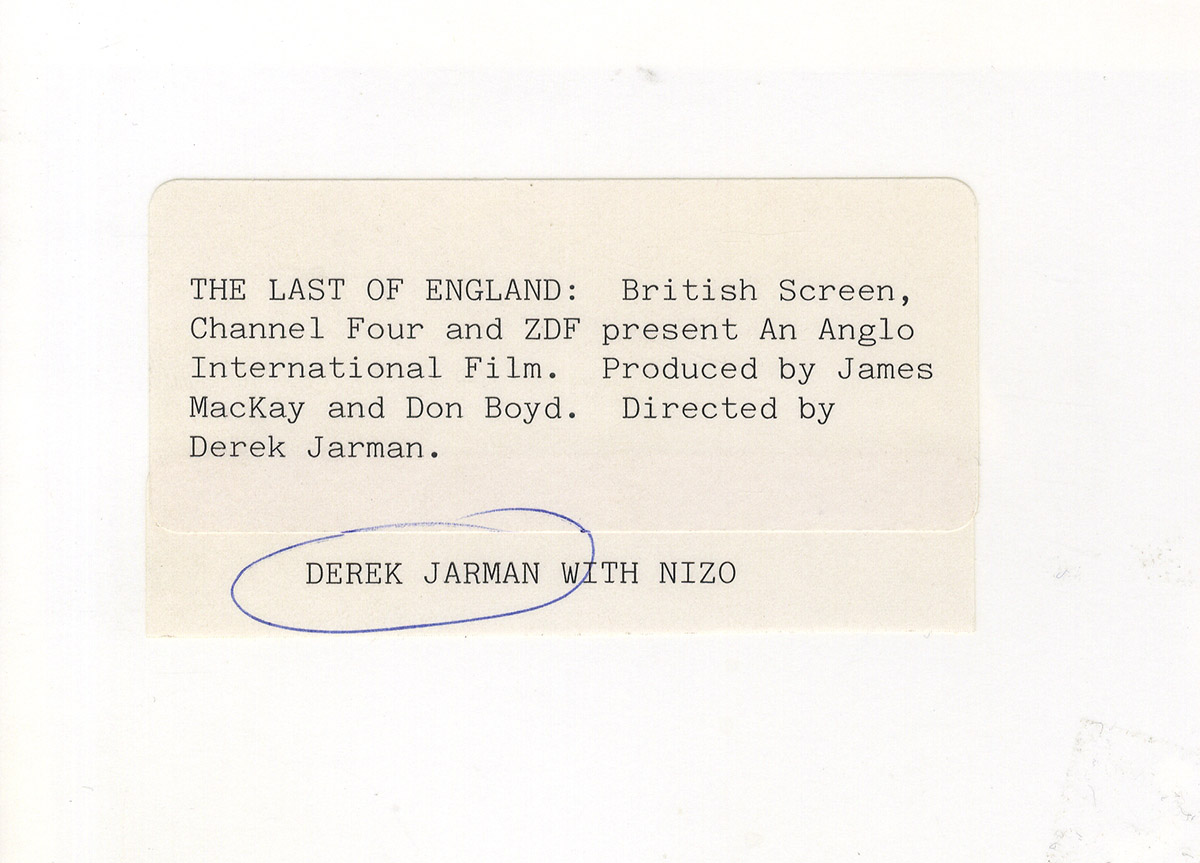 THE LAST OF ENGLAND:  British Screen,
Channel Four and ZDF present An Anglo
International Film.  Produced by James
MacKay and Don Boyd.  Directed by
Derek Jarman.
DEREK JARMAN WITH NIZO